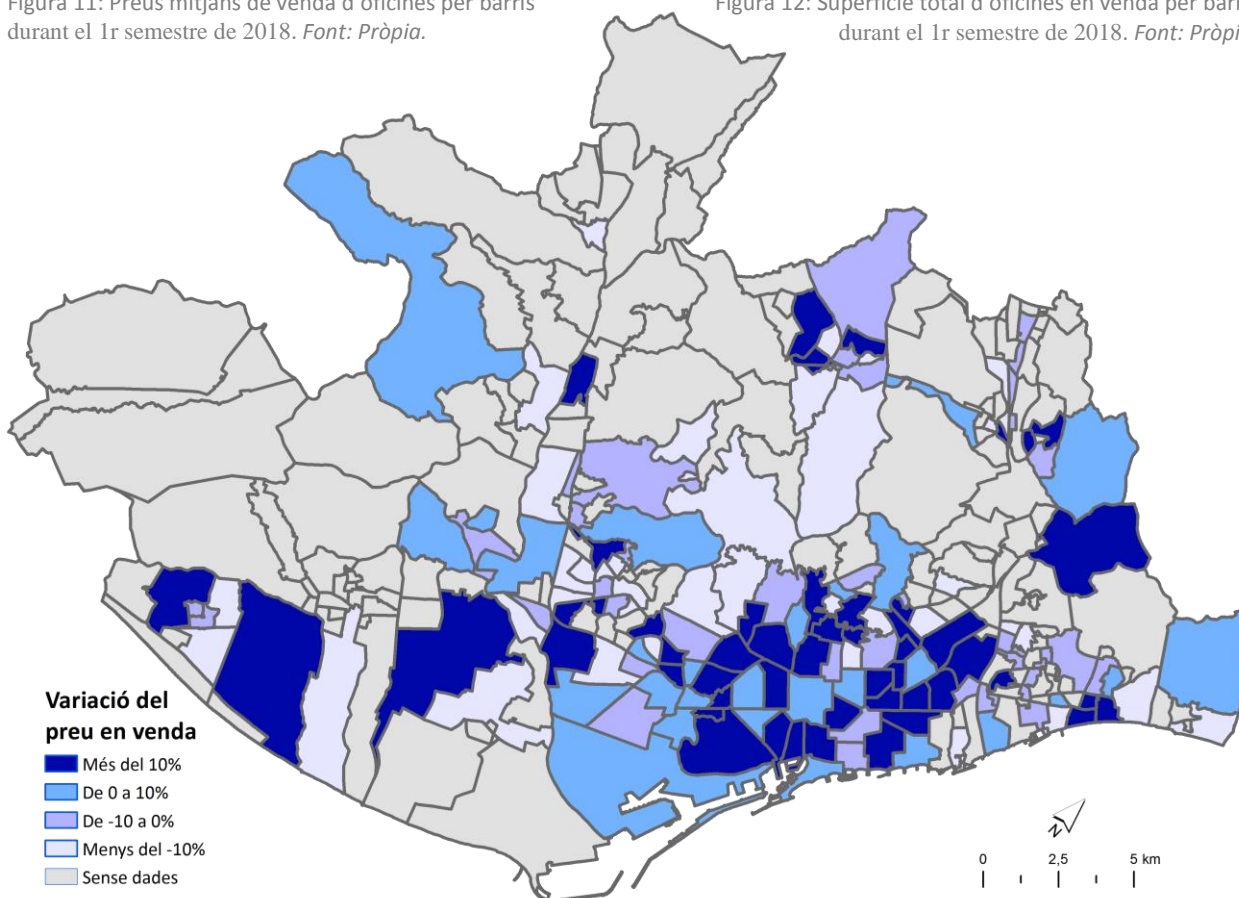 Figura 11: Preus mitjans de venda d'oficines per barris
durant el 1r semestre de 2018. Font: Pròpia.
Figura 12: Superfície total d'oficines en venda per
durant el 1r semestre de 2018. Font:
Variació del
preu en venda
Més del 10%
De 0 a 10%
De -10 a 0%
Menys del -10%
Sense dades
N
0 2,5 5 km